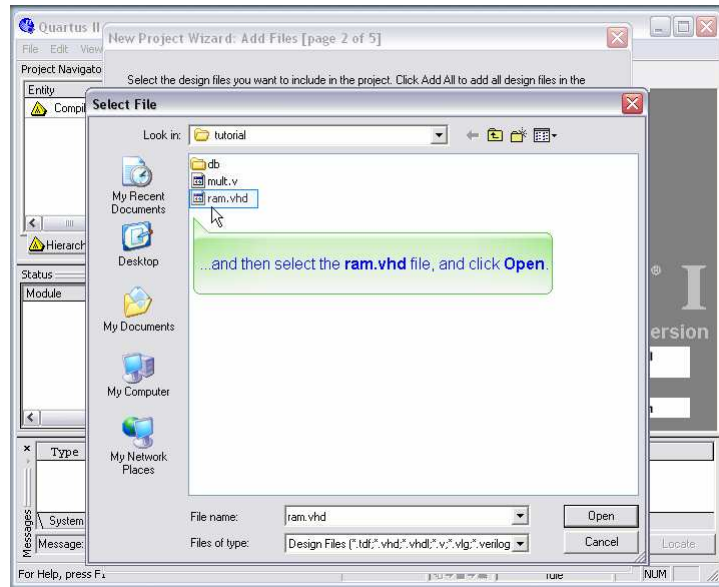 Quartus II
New Project Wizard: Add Files [page 2 of 5]
File Edit View
Project Navigato
Select the design files you want to include in the project. Click Add All to add all design files in the
Entity
Compil
Select File
Look in:
tutorial
db
mult.v
ram.vhd
My Recent
Documents
Desktop
...and then select the ram.vhd file, and click Open.
My Documents
My Computer
My Network
Places
File name:
ram.vhd
Open
Files of type:
Design Files (*.tdf;*.vhd;*.vhdl;*.v;*.vlg;*.verilog
Cancel
Hierarch
Status
Module
® I
ersion
Type
System
Message:
Messages
Locate
For Help, press F1
Idle
NUM